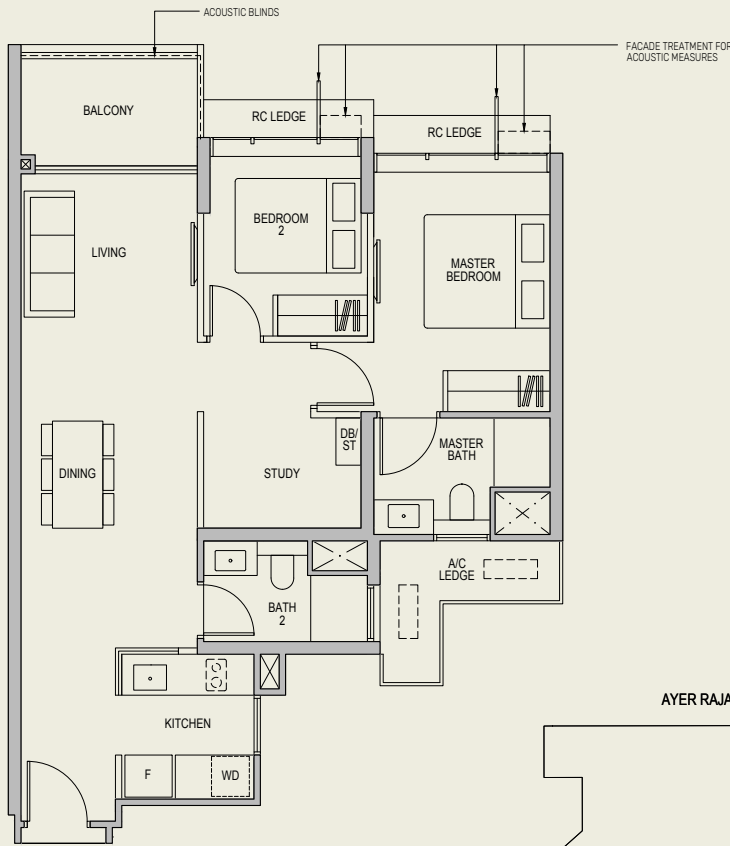 ACOUSTIC BLINDS
FACADE TREATMENT FOR
ACOUSTIC MEASURES
BALCONY
RC LEDGE
RC LEDGE
BEDROOM
2
LIVING
MASTER
BEDROOM
DB/
ST
MASTER
BATH
DINING
STUDY
A/C
LEDGE
BATH
2
AYER RAJA
KITCHEN
F
WD